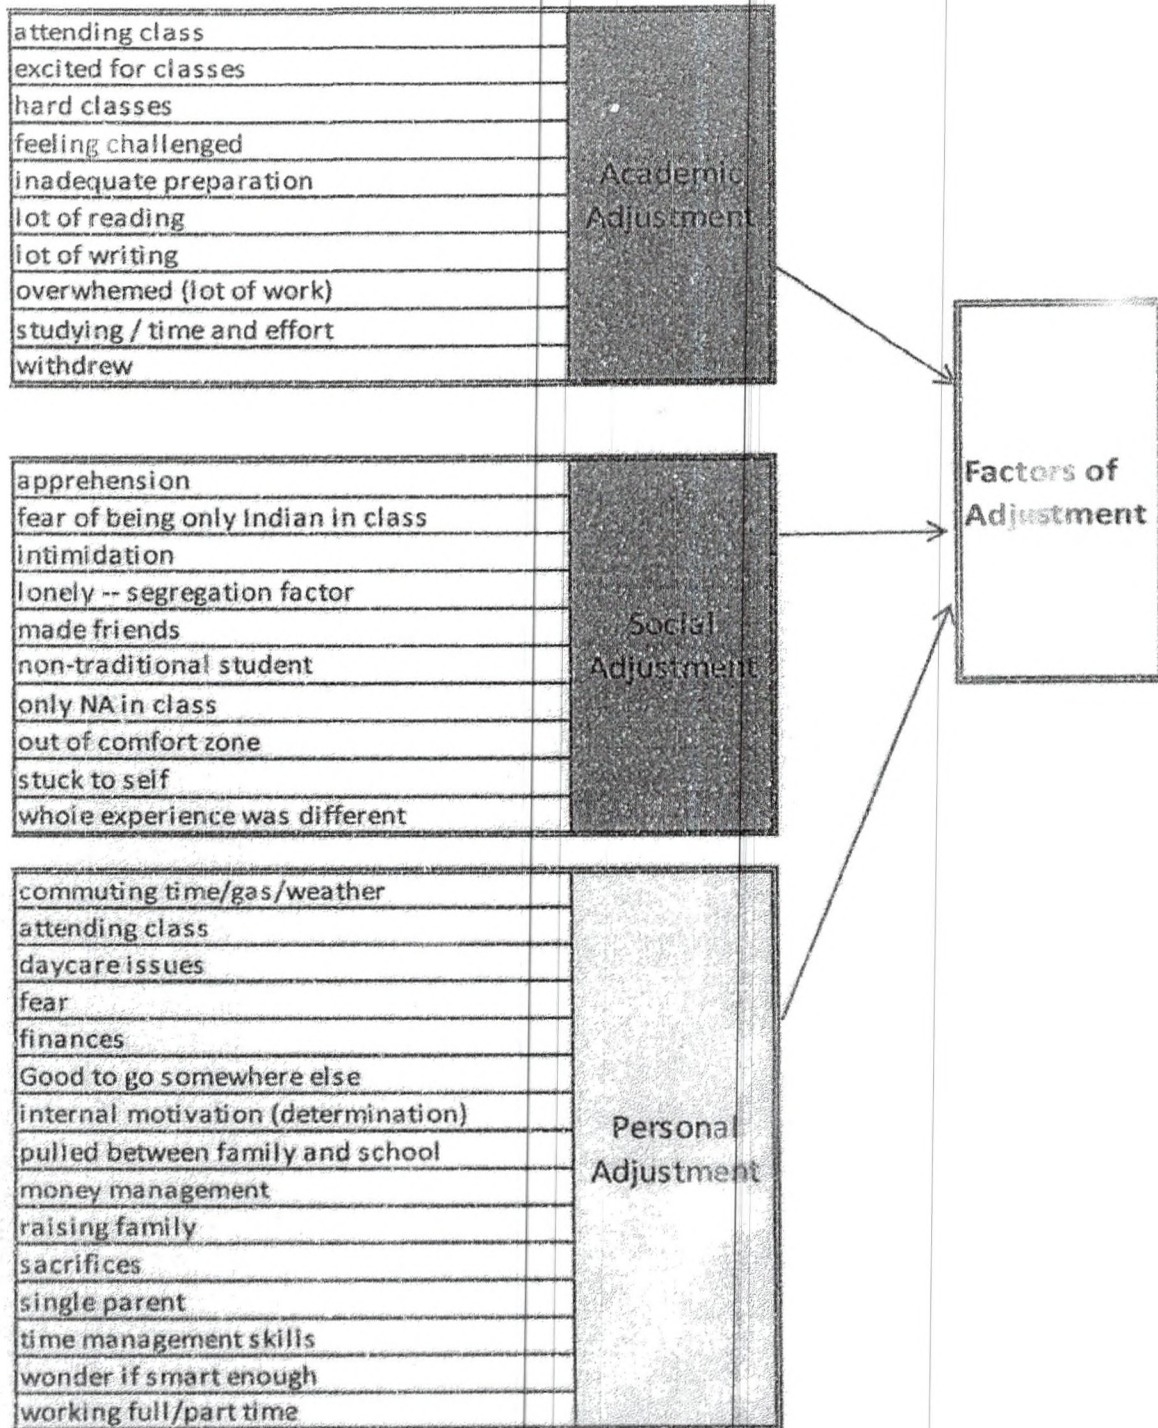 attending class
excited for classes
hard classes
feeling challenged
inadequate preparation
lot of reading
lot of writing
overwhemed (lot of work)
studying / time and effort
withdrew
Academic
Adjustment
apprehension
fear of being only Indian in class
intimidation
lonely -- segregation factor
made friends
non-traditional student
only NA in class
out of comfort zone
stuck to self
whole experience was different
Social
Adjustment
commuting time/gas/weather
attending class
daycare issues
fear
finances
Good to go somewhere else
internal motivation (determination)
pulled between family and school
money management
raising family
sacrifices
single parent
time management skills
wonder if smart enough
working full/part time
Personal
Adjustment
Factors of
Adjustment